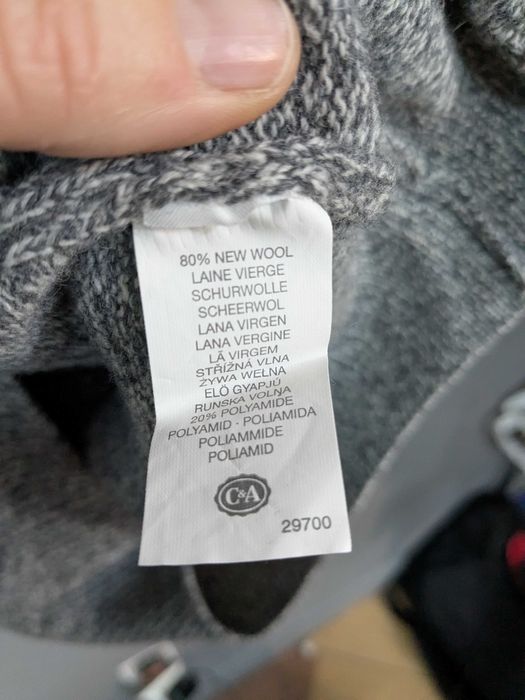 80% NEW WOOL
LAINE VIERGE
SCHURWOLLE
SCHEERWOL
LANA VIRGEN
LANA VERGINE
LÃ VIRGEM
STŘÍŽNÁ VLNA
ŻYWA WEŁNA
ELŐ GYAPJÚ
RUNSKA VOLNA
20% POLYAMIDE
POLYAMID - POLIAMIDA
POLIAMMIDE
POLIAMID
C&A
29700